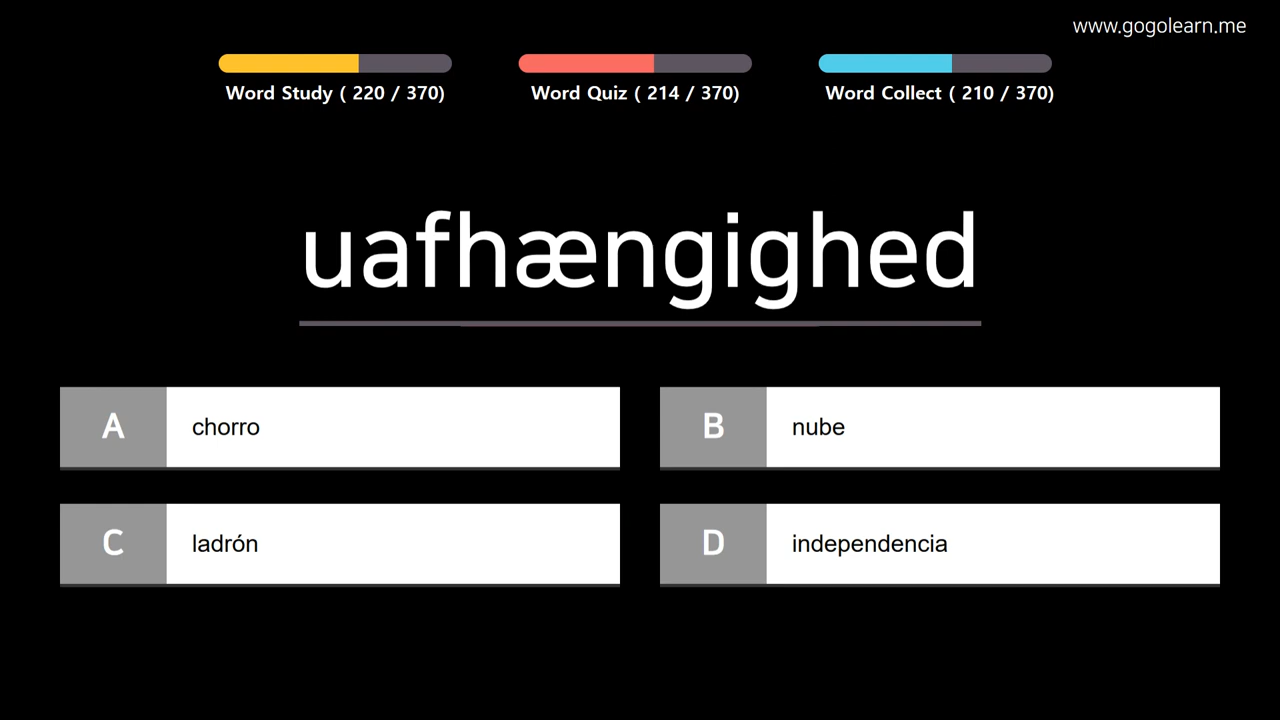 www.gogolearn.me
Word Study ( 220 / 370)
Word Quiz ( 214 / 370)
Word Collect ( 210 / 370)
uafhængighed
A chorro
B nube
C ladrón
D independencia